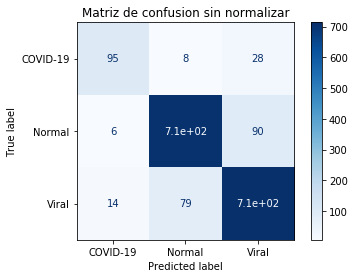 Matriz de confusion sin normalizar
COVID-19 95 8 28 700
600
500
Normal 6 7.1e+02 90 400
300
Viral 14 79 7.1e+02 200
100
COVID-19 Normal Viral
Predicted label
True label